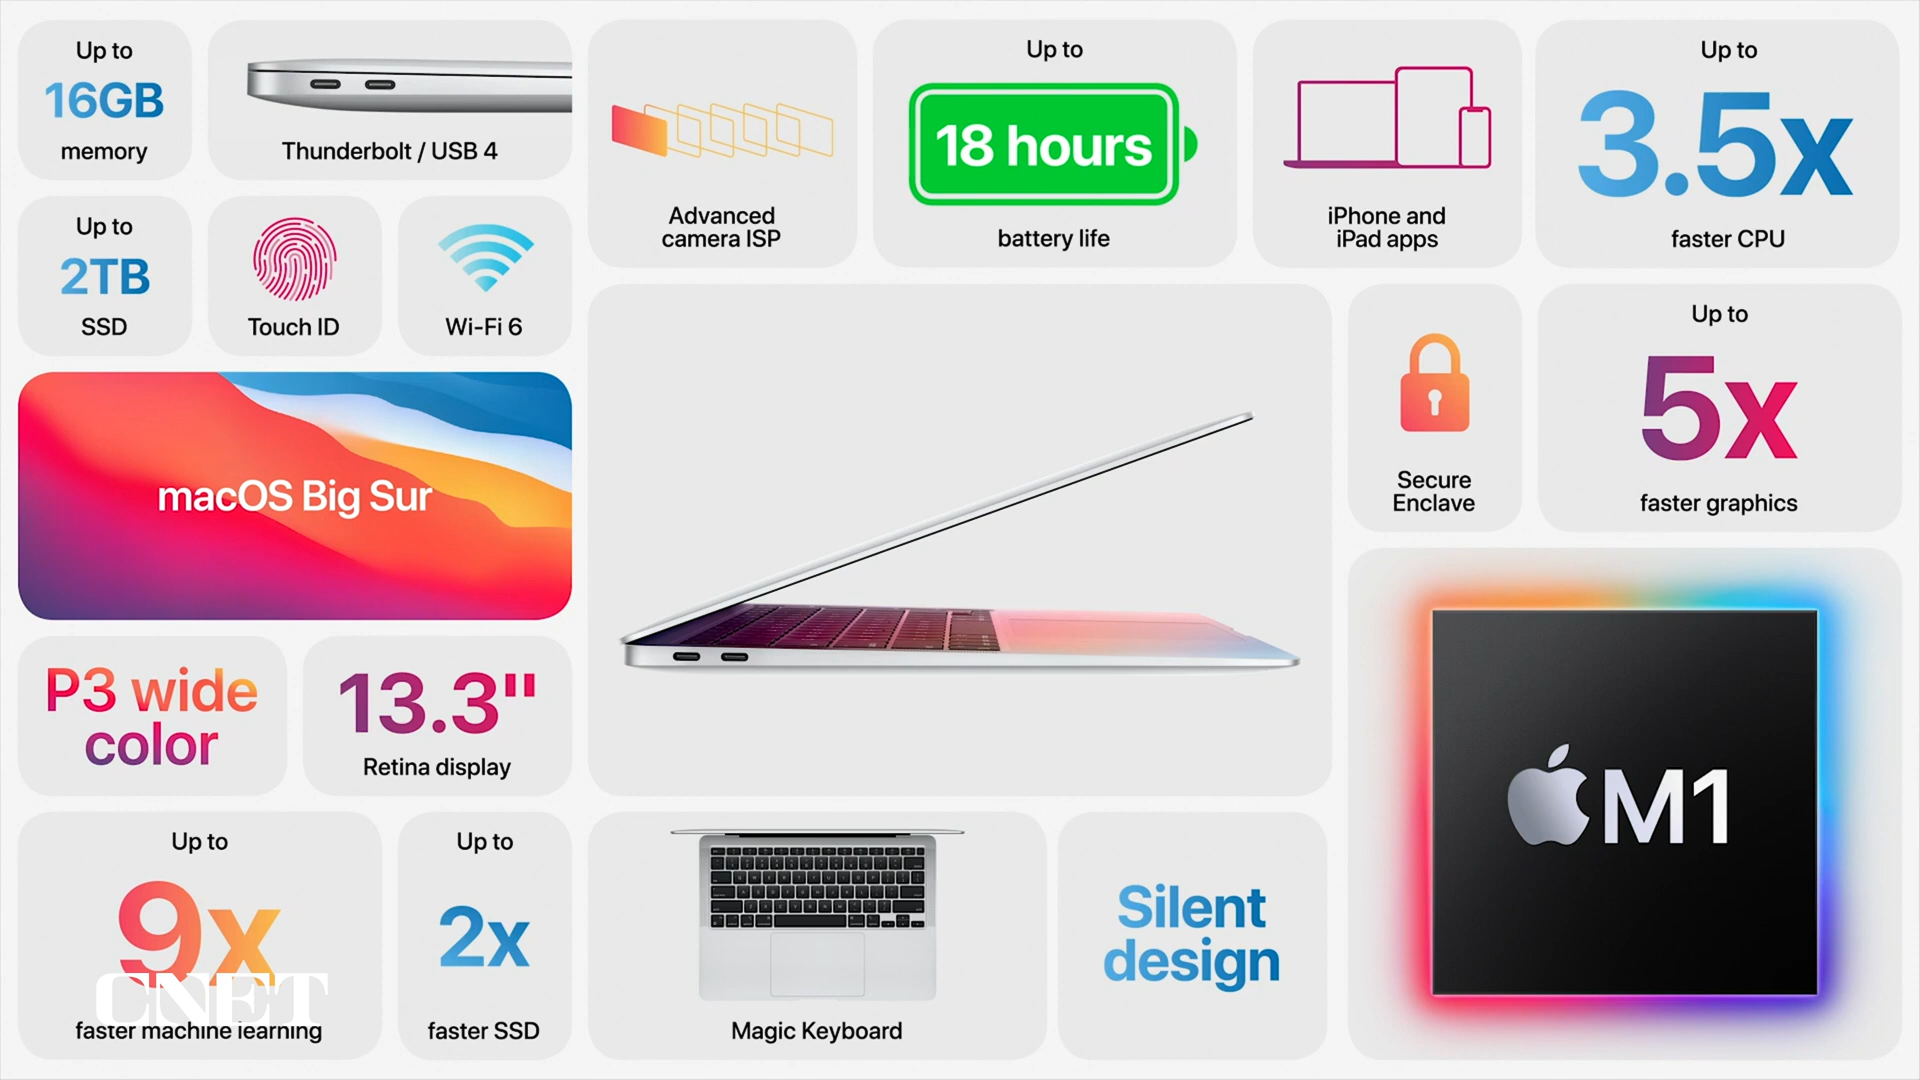 Up to
16GB
memory
Thunderbolt / USB 4
Advanced
camera ISP
Up to
18 hours
battery life
iPhone and
iPad apps
Up to
3.5x
faster CPU
Up to
2TB
SSD
Touch ID
Wi-Fi 6
macOS Big Sur
Secure
Enclave
Up to
5x
faster graphics
P3 wide
color
13.3"
Retina display
M1
Up to
9x
CNET
faster machine learning
Up to
2x
faster SSD
Magic Keyboard
Silent
design